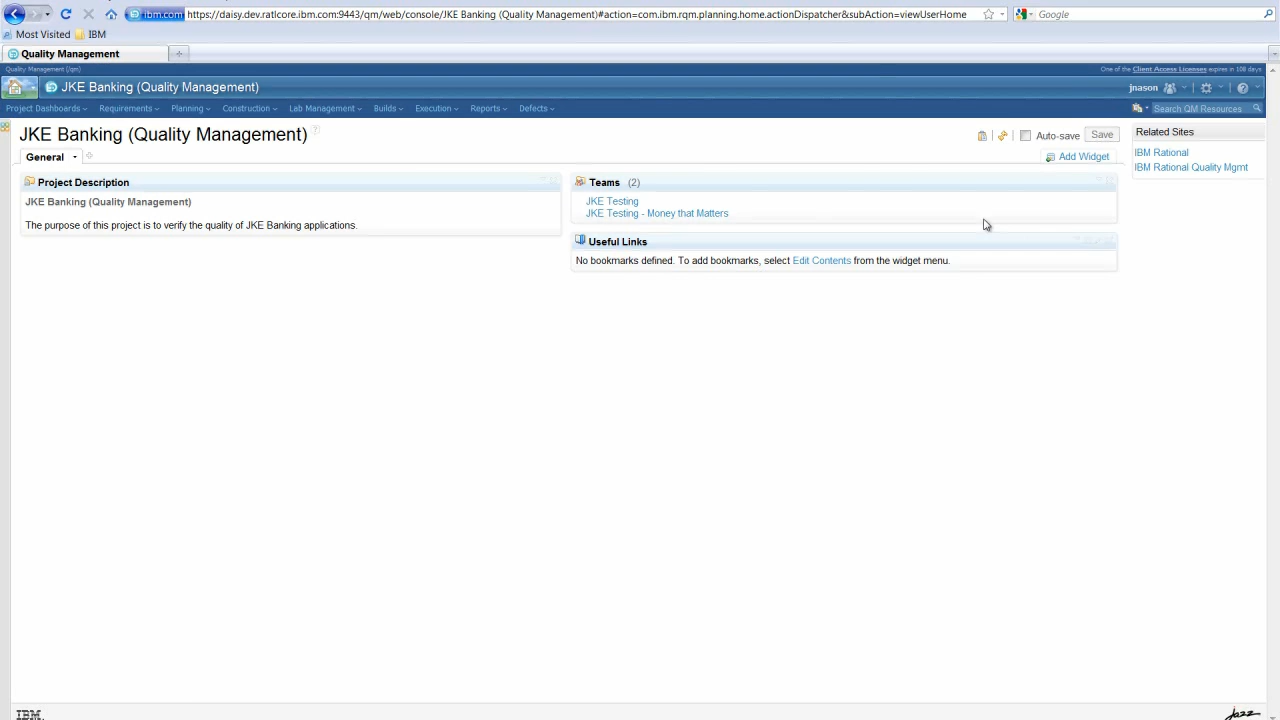 ibm.com https://daisy.dev.ratlcore.ibm.com:9443/qm/web/console/JKE Banking (Quality Management)#action=com.ibm.rqm.planning.home.actionDispatcher&subAction=viewUserHome
Google
Most Visited IBM
Quality Management
Quality Management (/qm)
One of the Client Access Licenses expires in 108 days
JKE Banking (Quality Management)
jnason
Project Dashboards Requirements Planning Construction Lab Management Builds Execution Reports Defects
Search QM Resources
JKE Banking (Quality Management)
Auto-save Save
Related Sites
General
Add Widget
IBM Rational
IBM Rational Quality Mgmt
Project Description
JKE Banking (Quality Management)
The purpose of this project is to verify the quality of JKE Banking applications.
Teams (2)
JKE Testing
JKE Testing - Money that Matters
Useful Links
No bookmarks defined. To add bookmarks, select Edit Contents from the widget menu.
IBM.
jazz